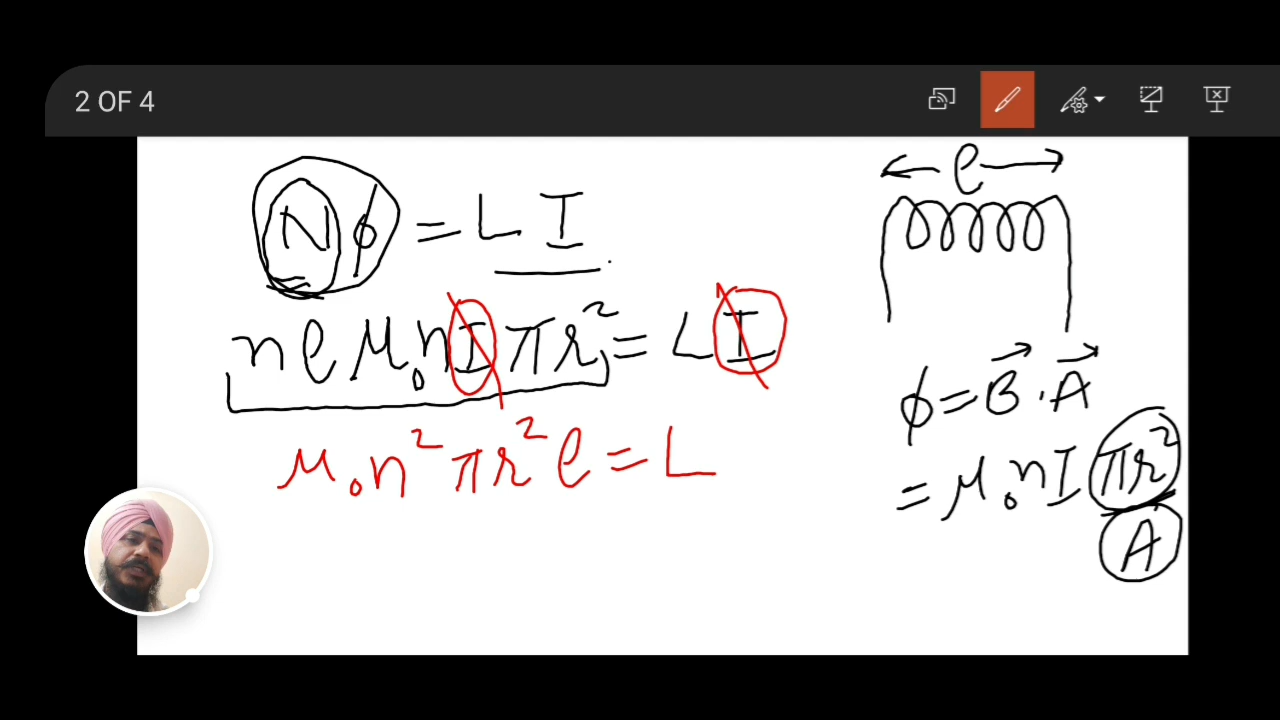 2 OF 4
Nϕ = LI
nℓμ₀nIπr² = LI
μ₀n²πr²ℓ = L
ℓ
ϕ = B⃗ · A⃗
= μ₀nIπr²
A